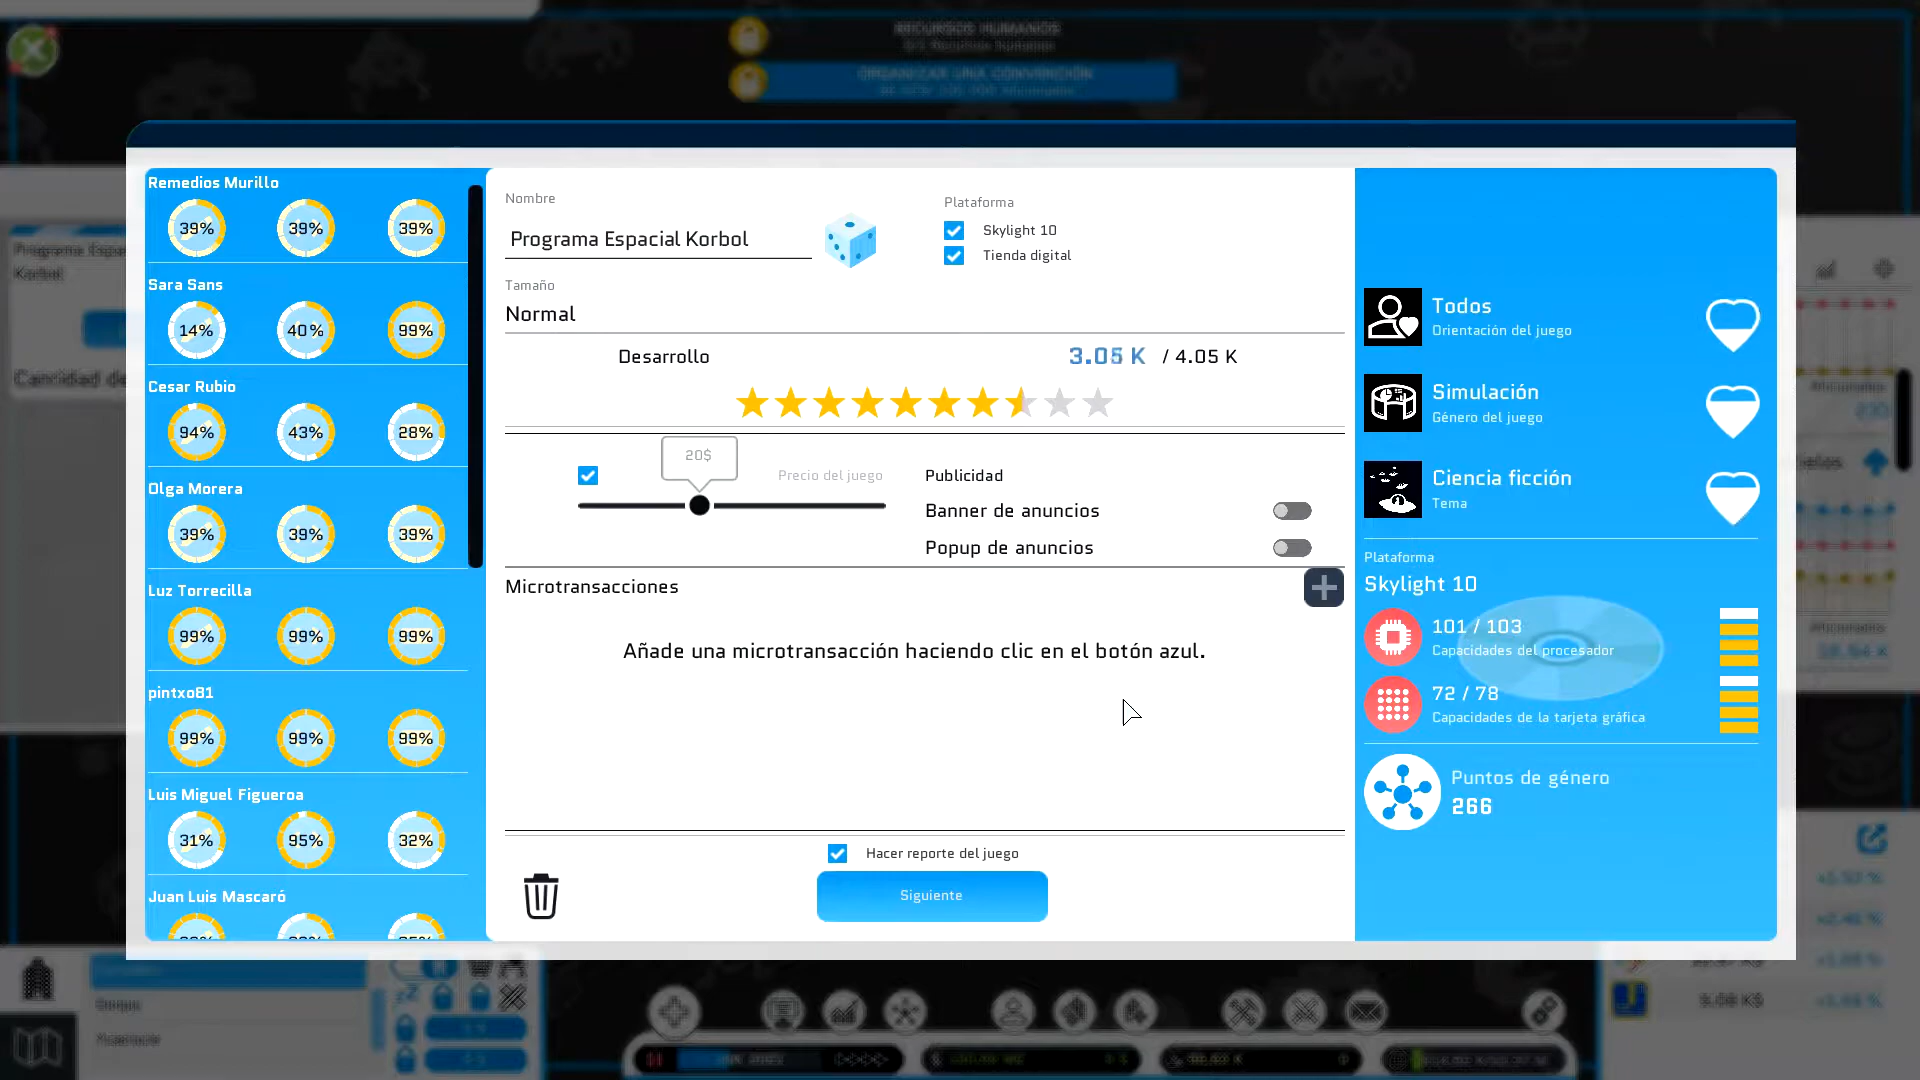 RECURSOS HUMANOS
ORGANIZAR UNA CONVENCIÓN
Remedios Murillo
39%
39%
39%
Sara Sans
14%
40%
99%
Cesar Rubio
94%
43%
28%
Olga Morera
39%
39%
39%
Luz Torrecilla
99%
99%
99%
pintxo81
99%
99%
99%
Luis Miguel Figueroa
31%
95%
32%
Juan Luis Mascaró
Nombre
Programa Espacial Korbol
Plataforma
Skylight 10
Tienda digital
Tamaño
Normal
Desarrollo
3.05 K / 4.05 K
20$
Precio del juego
Publicidad
Banner de anuncios
Popup de anuncios
Microtransacciones
Añade una microtransacción haciendo clic en el botón azul.
Hacer reporte del juego
Siguiente
Todos
Orientación del juego
Simulación
Género del juego
Ciencia ficción
Tema
Plataforma
Skylight 10
101 / 103
Capacidades del procesador
72 / 78
Capacidades de la tarjeta gráfica
Puntos de género
266